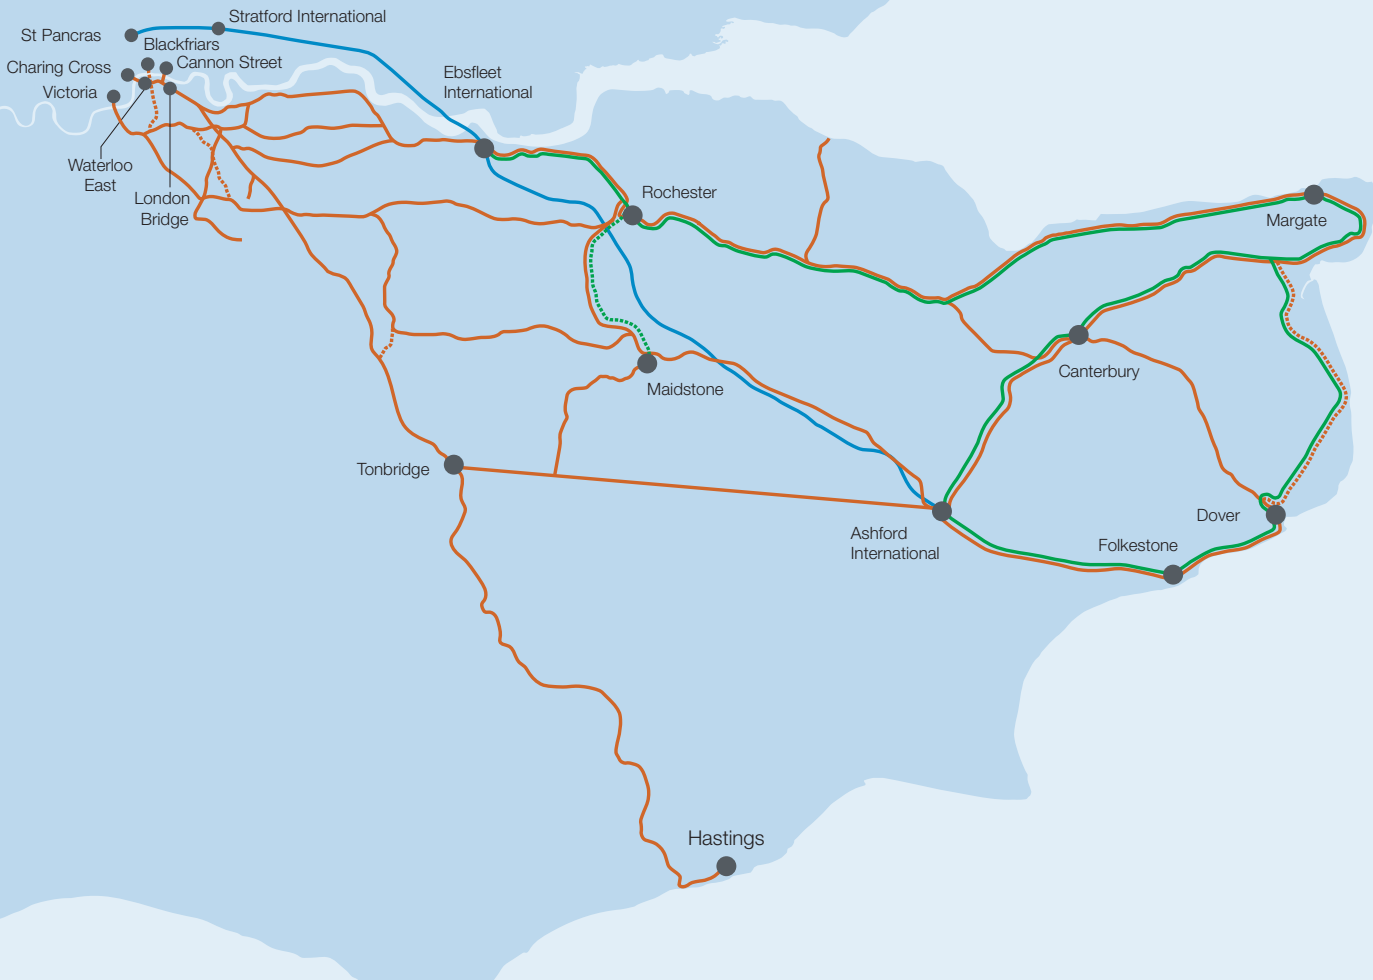 Stratford International
St Pancras
Blackfriars
Cannon Street
Charing Cross
Victoria
Ebsfleet
International
Waterloo
East
London
Bridge
Rochester
Margate
Canterbury
Maidstone
Tonbridge
Dover
Ashford
International
Folkestone
Hastings